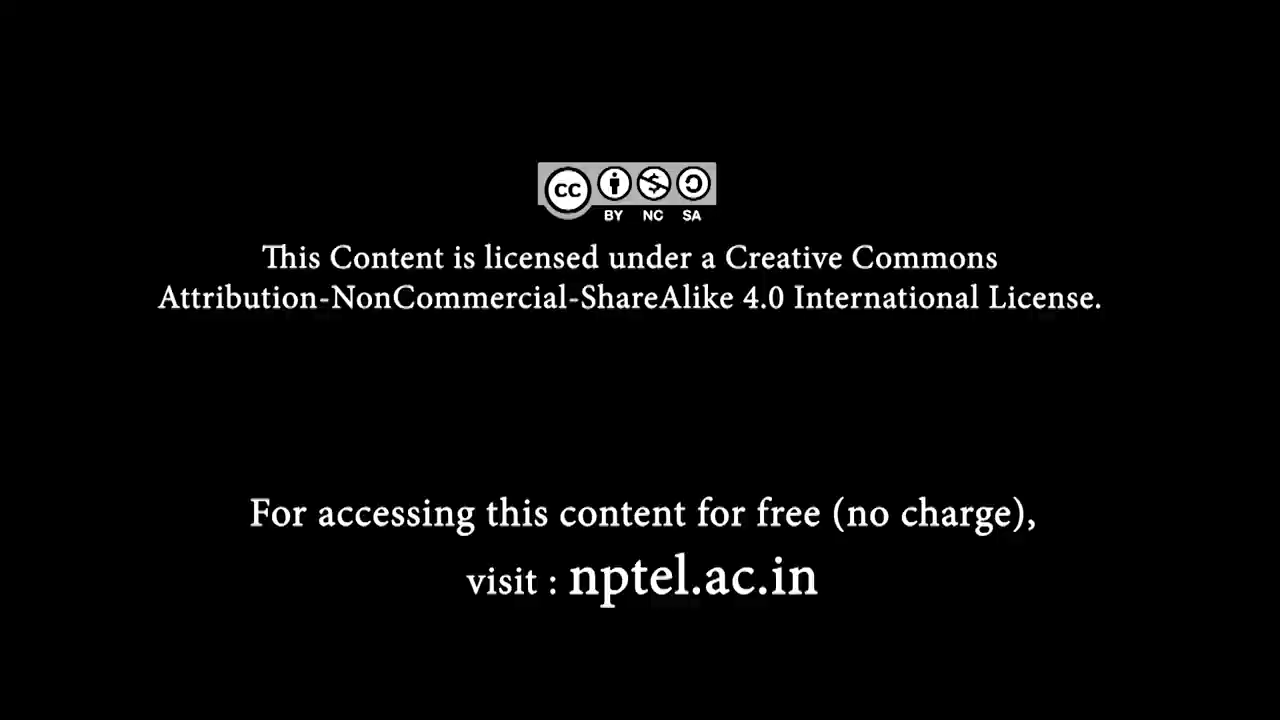 cc
BY NC SA
This Content is licensed under a Creative Commons
Attribution-NonCommercial-ShareAlike 4.0 International License.
For accessing this content for free (no charge),
visit : nptel.ac.in